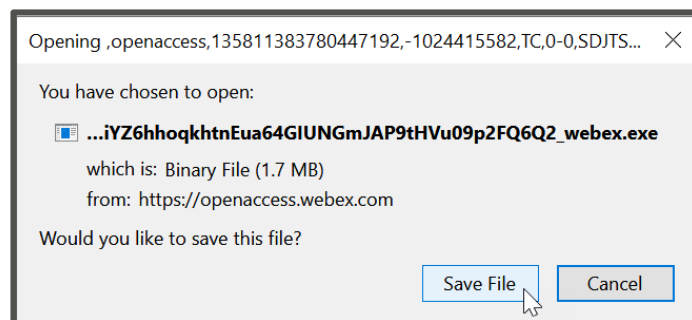 Opening ,openaccess,135811383780447192,-1024415582,TC,0-0,SDJTS...
You have chosen to open:
...iYZ6hhoqkhtnEua64GIUNGmJAP9tHVu09p2FQ6Q2_webex.exe
which is: Binary File (1.7 MB)
from: https://openaccess.webex.com
Would you like to save this file?
Save File
Cancel